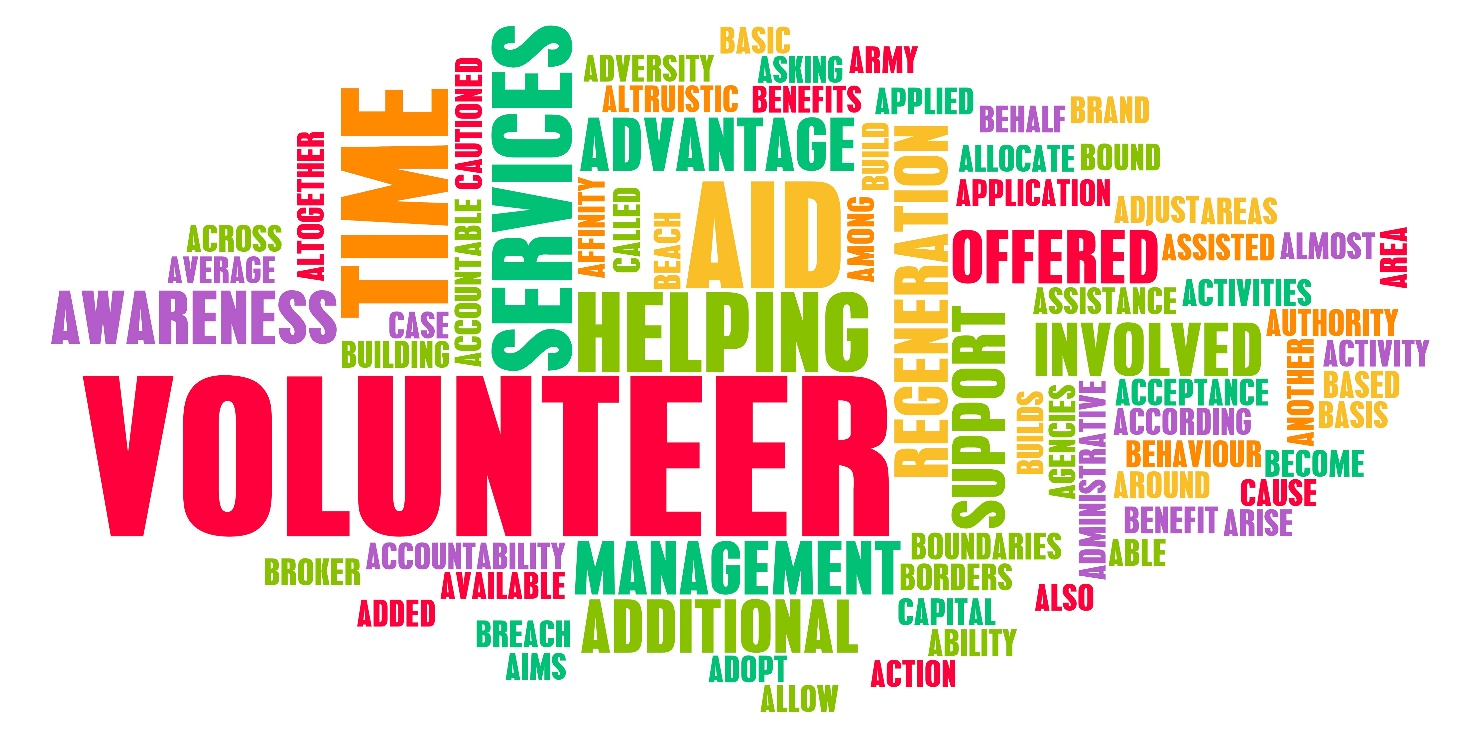 BASIC
ADVERSITY
ASKING
ARMY
ALTRUISTIC
BENEFITS
APPLIED
BEHALF
BRAND
CAUTIONED
SERVICES
TIME
ADVANTAGE
BUILD
REGENERATION
ALLOCATE
BOUND
ALTOGETHER
APPLICATION
AFFINITY
CALLED
BEACH
AID
AMONG
ADJUST
AREAS
ACROSS
AVERAGE
ACCOUNTABLE
OFFERED
ASSISTED
ALMOST
AREA
AWARENESS
CASE
BUILDING
HELPING
ASSISTANCE
ACTIVITIES
SUPPORT
INVOLVED
AUTHORITY
ANOTHER
ACTIVITY
VOLUNTEER
BUILDS
AGENCIES
ADMINISTRATIVE
ACCEPTANCE
BASED
ACCORDING
BASIS
BEHAVIOUR
BECOME
AROUND
CAUSE
BENEFIT
ARISE
BROKER
ACCOUNTABILITY
MANAGEMENT
BOUNDARIES
ABLE
AVAILABLE
BORDERS
ADDED
ADDITIONAL
CAPITAL
ALSO
BREACH
ABILITY
AIMS
ADOPT
ACTION
ALLOW